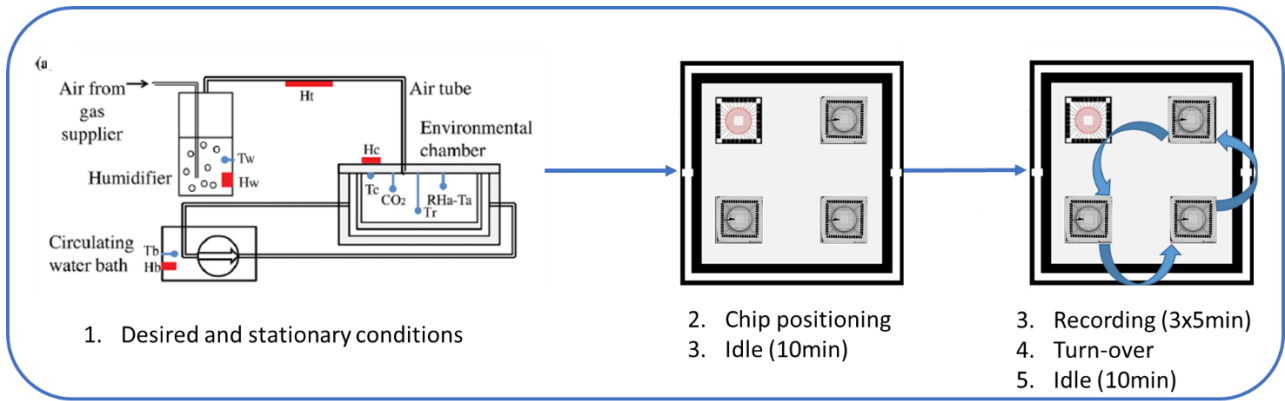 (a.
Air from
gas
supplier
Ht
Air tube
Tw
Hw
Humidifier
Environmental
chamber
Hc
Tc
CO₂
Tr
RHa-Ta
Circulating
water bath
Tb
Hb
1. Desired and stationary conditions
2. Chip positioning
3. Idle (10min)
3. Recording (3x5min)
4. Turn-over
5. Idle (10min)